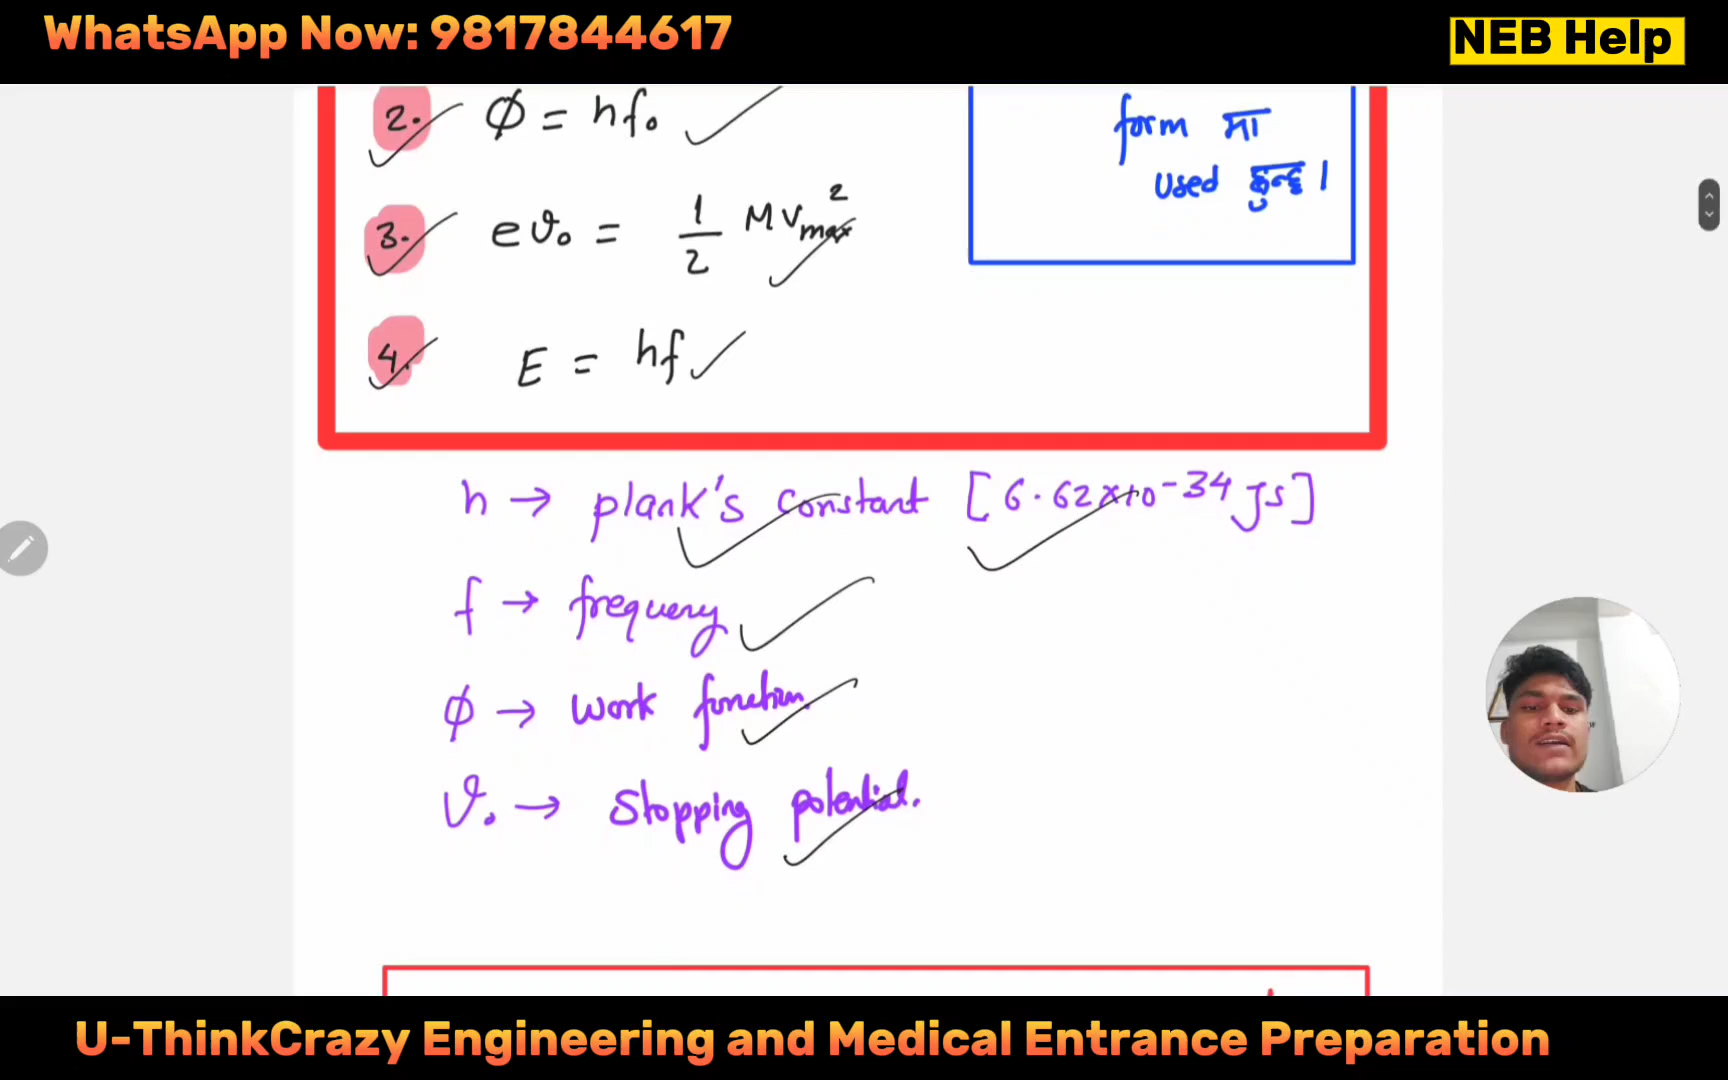 WhatsApp Now: 9817844617
NEB Help
2. φ = hf₀
form मा
used हुन्छ ।
3. eV₀ = 1/2 MVmax²
4. E = hf
h → plank's constant [6.62×10⁻³⁴ Js]
f → frequency
φ → work function
V₀ → stopping potential.
U-ThinkCrazy Engineering and Medical Entrance Preparation